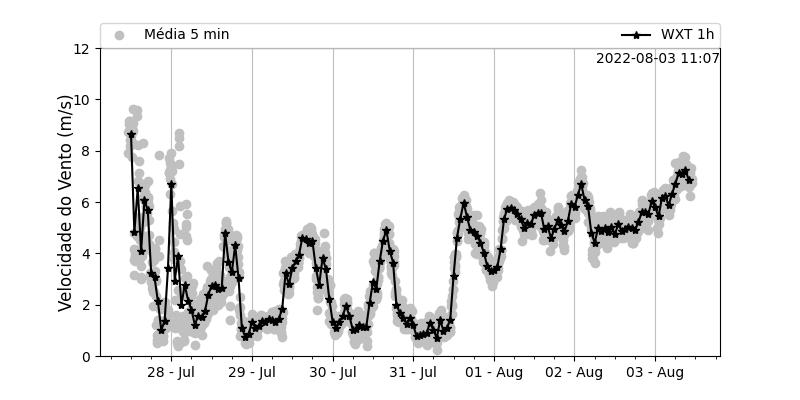 Média 5 min WXT 1h
2022-08-03 11:07
Velocidade do Vento (m/s)
12
10
8
6
4
2
0
28 - Jul 29 - Jul 30 - Jul 31 - Jul 01 - Aug 02 - Aug 03 - Aug